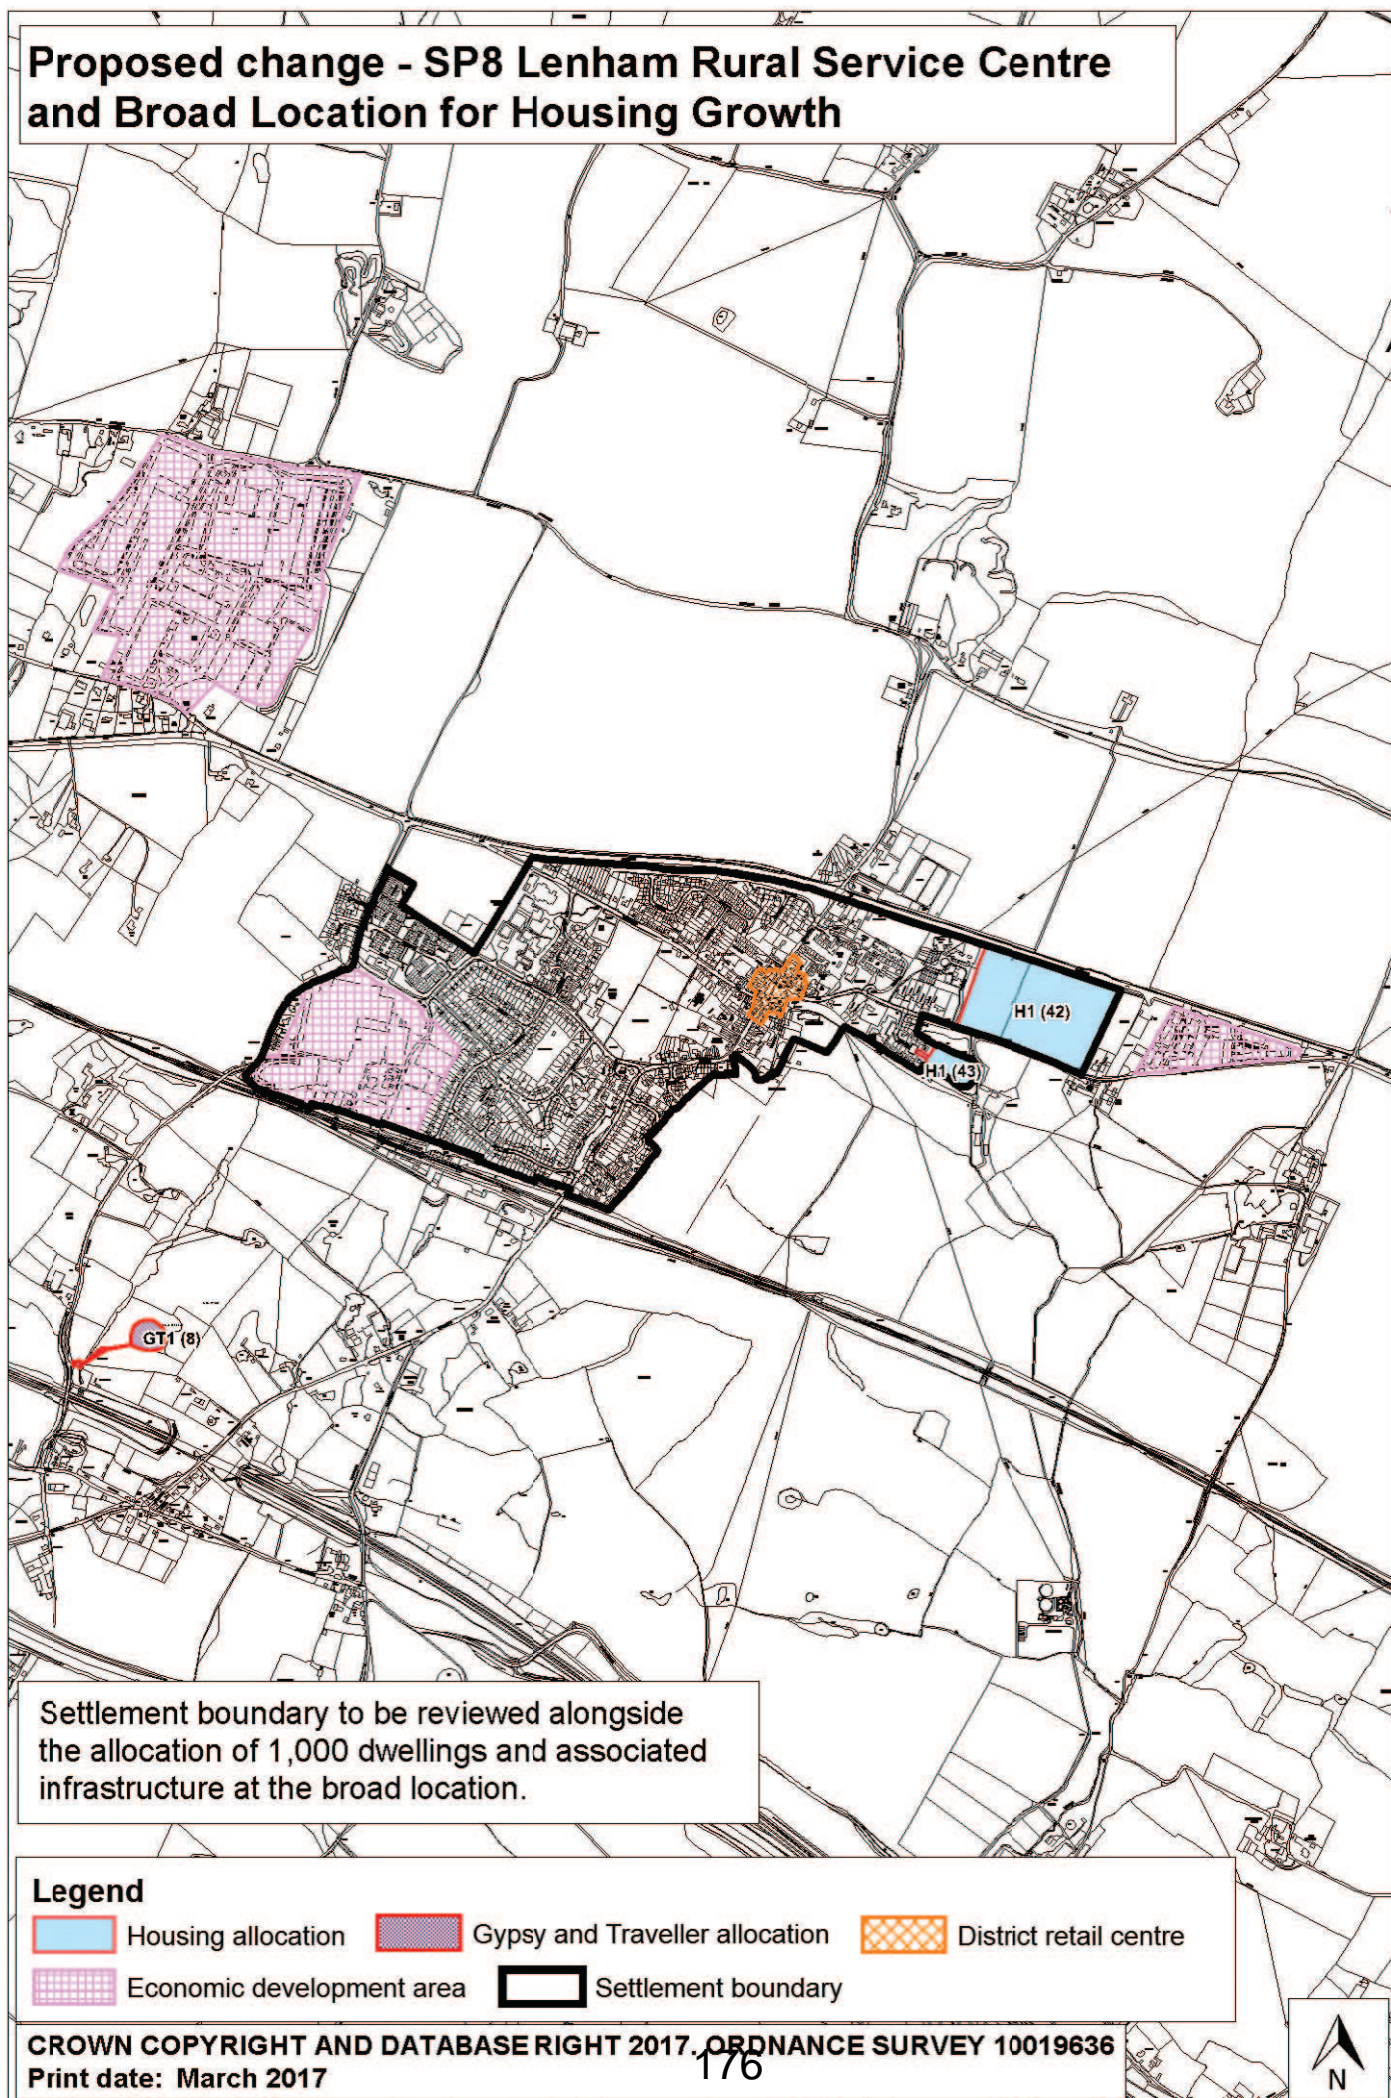 Proposed change - SP8 Lenham Rural Service Centre
and Broad Location for Housing Growth
H1 (42)
H1 (43)
GT1 (8)
Settlement boundary to be reviewed alongside
the allocation of 1,000 dwellings and associated
infrastructure at the broad location.
Legend
Housing allocation
Gypsy and Traveller allocation
District retail centre
Economic development area
Settlement boundary
CROWN COPYRIGHT AND DATABASE RIGHT 2017. ORDNANCE SURVEY 10019636
Print date: March 2017
176
N